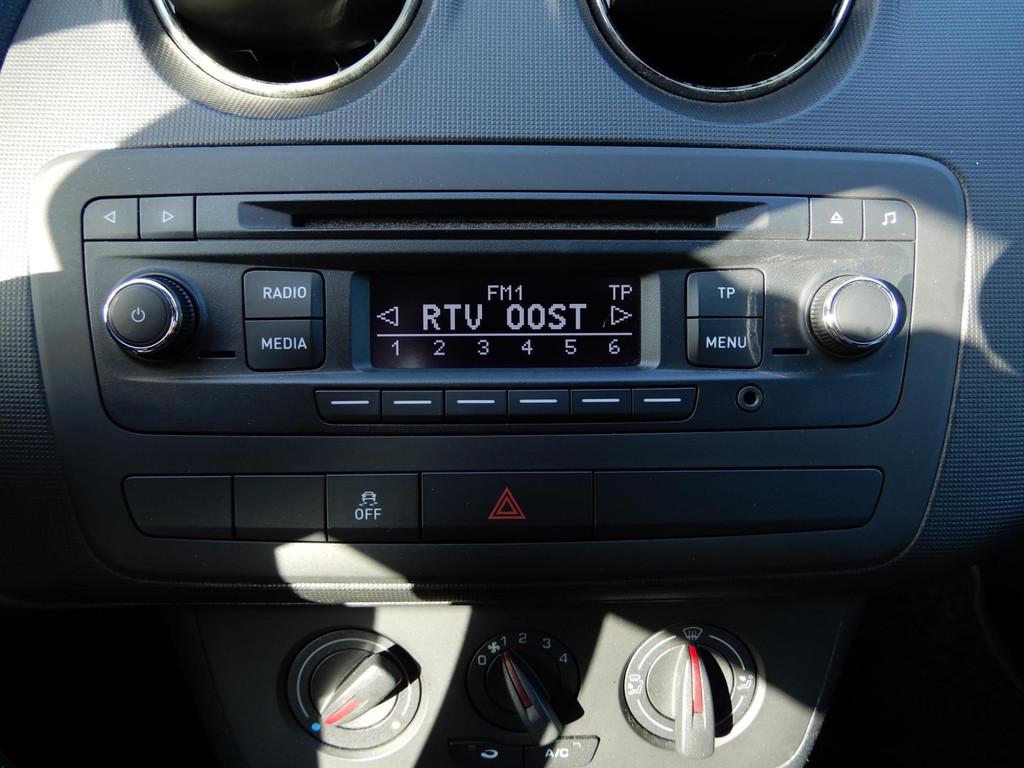 FM1 TP
RADIO RTV OOST TP
MEDIA 1 2 3 4 5 6 MENU
OFF
0 1 2 3 4
A/C